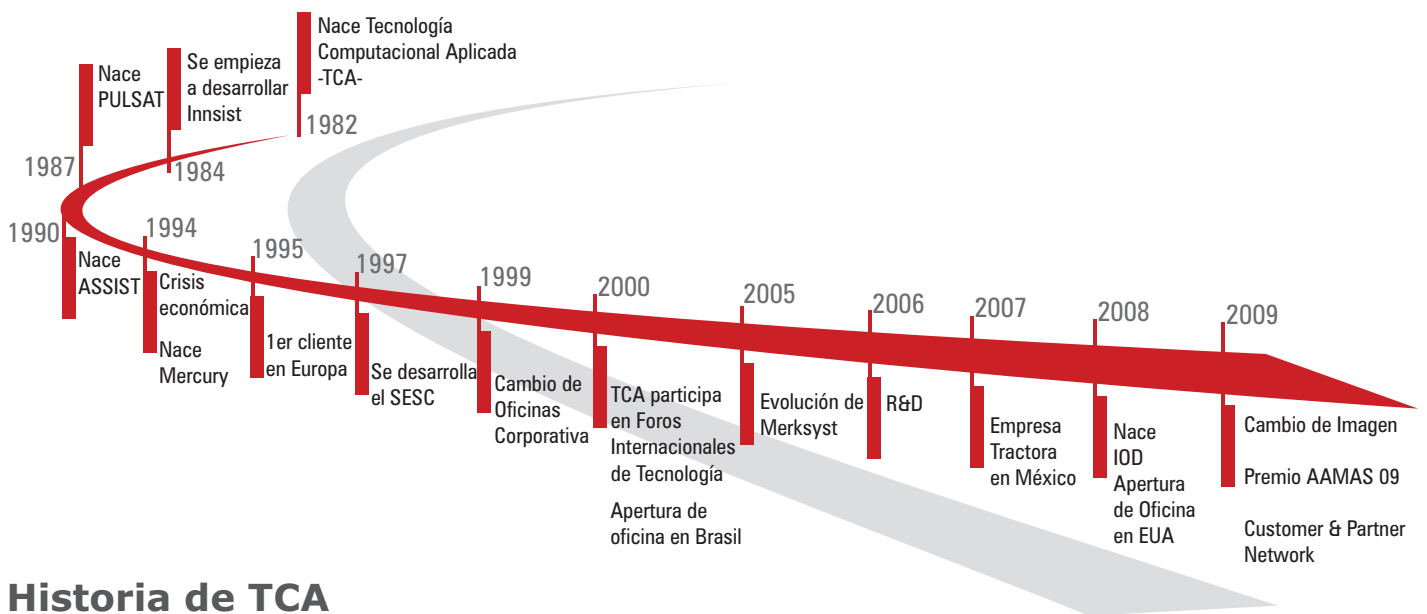 Nace Tecnología
Computacional Aplicada
-TCA-
1982
Se empieza
a desarrollar
Innsist
1984
Nace
PULSAT
1987
1990
Nace
ASSIST
1994
Crisis
económica
Nace
Mercury
1995
1er cliente
en Europa
1997
Se desarrolla
el SESC
1999
Cambio de
Oficinas
Corporativa
2000
TCA participa
en Foros
Internacionales
de Tecnología
Apertura de
oficina en Brasil
2005
Evolución de
Merksyst
2006
R&D
2007
Empresa
Tractora
en México
2008
Nace
IOD
Apertura
de Oficina
en EUA
2009
Cambio de Imagen
Premio AAMAS 09
Customer & Partner
Network
Historia de TCA